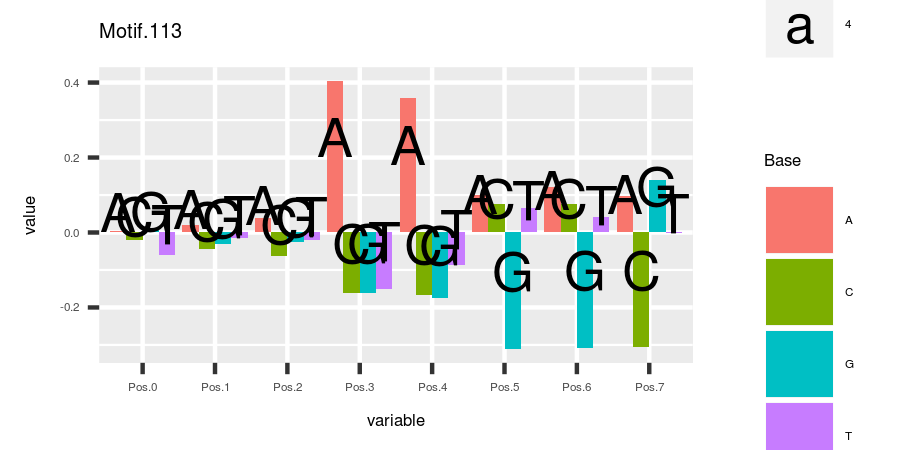 Motif.113
a 4
0.4
0.2
0.0
-0.2
value
A C G T A C G T A C G T A C G T A C G T A C G T A C G T A C G T
Pos.0 Pos.1 Pos.2 Pos.3 Pos.4 Pos.5 Pos.6 Pos.7
variable
Base
A
C
G
T